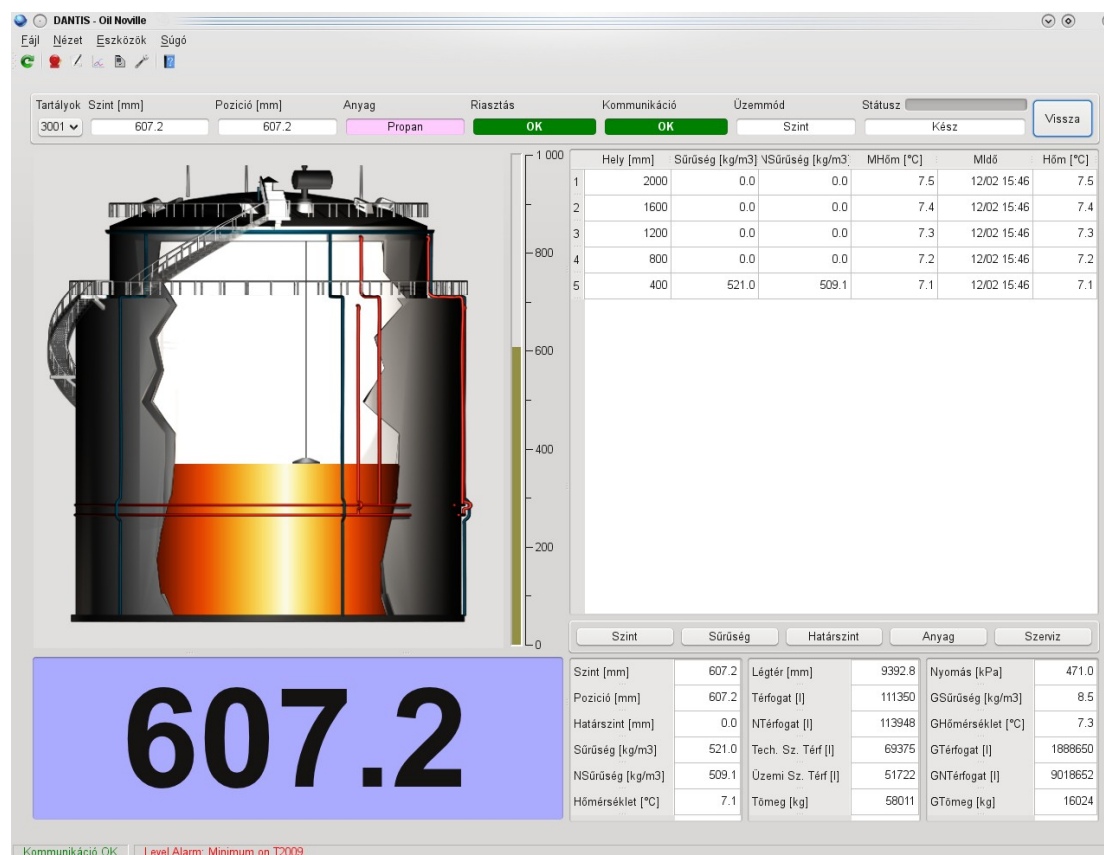 DANTIS - Oil Noville
Fájl Nézet Eszközök Súgó
Tartályok Szint [mm] Pozíció [mm] Anyag Riasztás Kommunikáció Üzemmód Státusz
3001 607.2 607.2 Propan OK OK Szint Kész Vissza
1 000
800
600
400
200
0
Hely [mm] Sűrűség [kg/m3] NSűrűség [kg/m3] MHőm [°C] MIdő Hőm [°C]
1 2000 0.0 0.0 7.5 12/02 15:46 7.5
2 1600 0.0 0.0 7.4 12/02 15:46 7.4
3 1200 0.0 0.0 7.3 12/02 15:46 7.3
4 800 0.0 0.0 7.2 12/02 15:46 7.2
5 400 521.0 509.1 7.1 12/02 15:46 7.1
Szint Sűrűség Határszint Anyag Szerviz
607.2
Szint [mm] 607.2 Légtér [mm] 9392.8 Nyomás [kPa] 471.0
Pozíció [mm] 607.2 Térfogat [l] 111350 GSűrűség [kg/m3] 8.5
Határszint [mm] 0.0 NTérfogat [l] 113948 GHőmérséklet [°C] 7.3
Sűrűség [kg/m3] 521.0 Tech. Sz. Térf [l] 69375 GTérfogat [l] 1888650
NSűrűség [kg/m3] 509.1 Üzemi Sz. Térf [l] 51722 GNTérfogat [l] 9018652
Hőmérséklet [°C] 7.1 Tömeg [kg] 58011 GTömeg [kg] 16024
Kommunikáció OK Level Alarm: Minimum on T2009